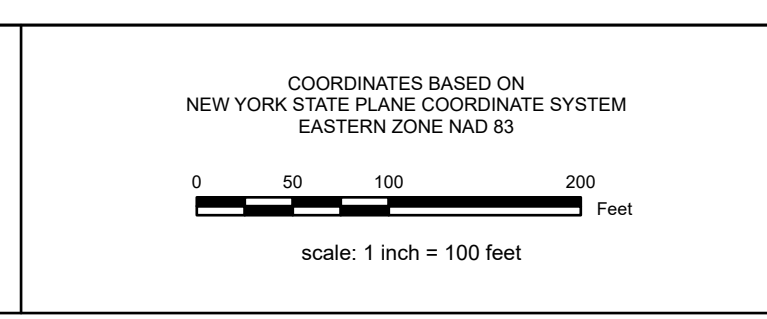 COORDINATES BASED ON
NEW YORK STATE PLANE COORDINATE SYSTEM
EASTERN ZONE NAD 83
0 50 100 200
Feet
scale: 1 inch = 100 feet